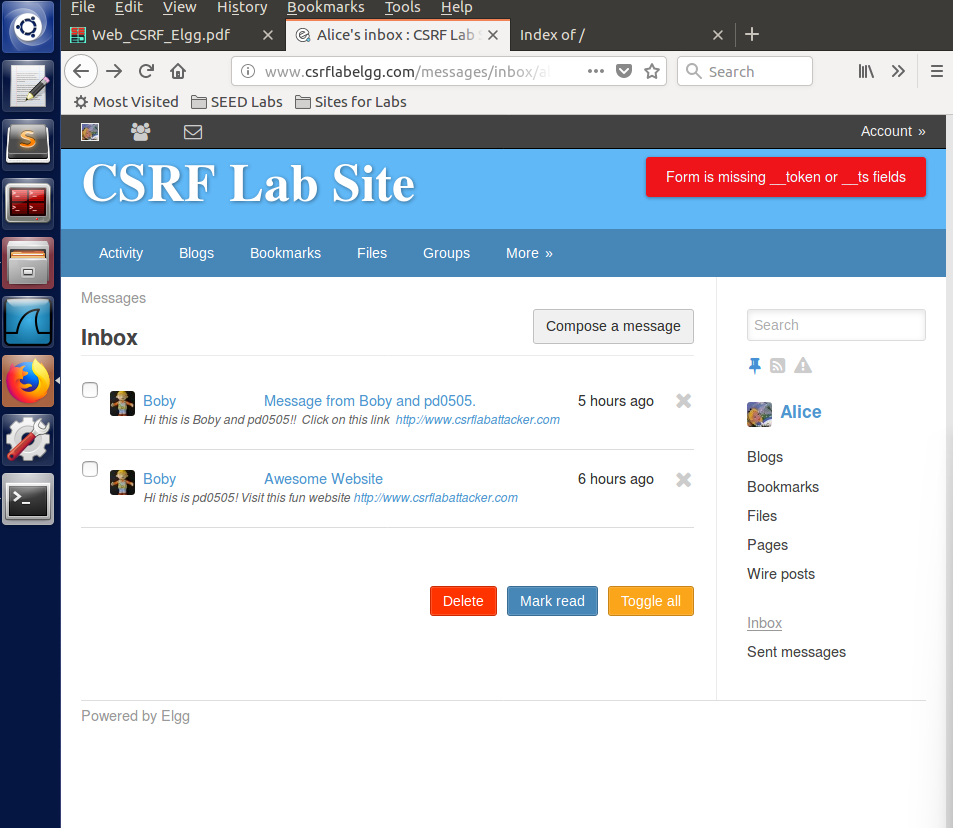 File Edit View History Bookmarks Tools Help
Web_CSRF_Elgg.pdf
Alice's inbox : CSRF Lab
Index of /
www.csrflabelgg.com/messages/inbox/al
Search
Most Visited
SEED Labs
Sites for Labs
Account »
CSRF Lab Site
Form is missing __token or __ts fields
Activity Blogs Bookmarks Files Groups More »
Messages
Inbox
Compose a message
Boby Message from Boby and pd0505. 5 hours ago
Hi this is Boby and pd0505!! Click on this link http://www.csrflabattacker.com
Boby Awesome Website 6 hours ago
Hi this is pd0505! Visit this fun website http://www.csrflabattacker.com
Delete Mark read Toggle all
Search
Alice
Blogs
Bookmarks
Files
Pages
Wire posts
Inbox
Sent messages
Powered by Elgg